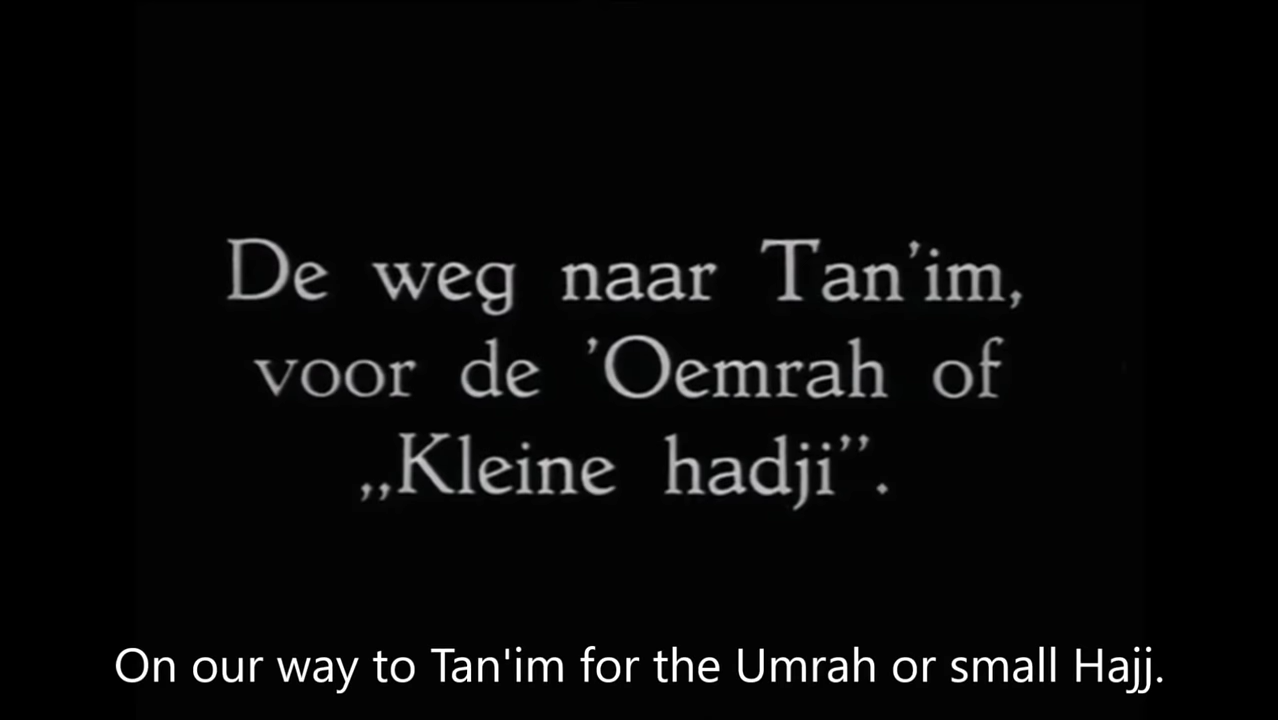 De weg naar Tan’im,
voor de ’Oemrah of
„Kleine hadji”.
On our way to Tan'im for the Umrah or small Hajj.